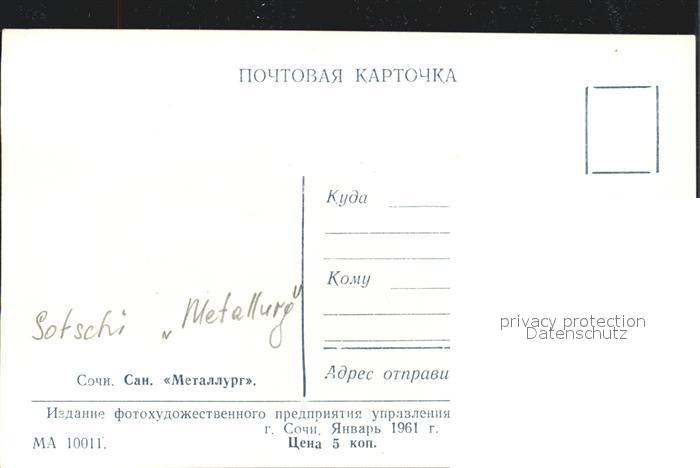 ПОЧТОВАЯ КАРТОЧКА
Куда
Кому
Sotschi „Metallurg“
privacy protection
Datenschutz
Сочи. Сан. «Металлург».
Адрес отправи
Издание фотохудожественного предприятия управления
г. Сочи, Январь 1961 г.
МА 10011. Цена 5 коп.